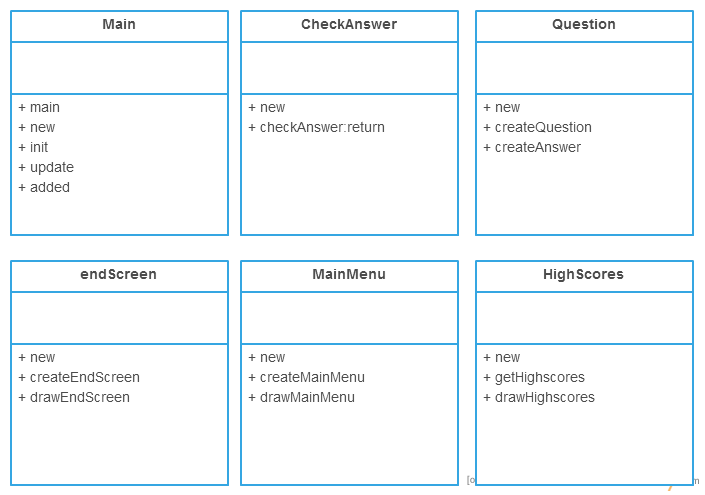 Main
+ main
+ new
+ init
+ update
+ added
CheckAnswer
+ new
+ checkAnswer:return
Question
+ new
+ createQuestion
+ createAnswer
endScreen
+ new
+ createEndScreen
+ drawEndScreen
MainMenu
+ new
+ createMainMenu
+ drawMainMenu
HighScores
+ new
+ getHighscores
+ drawHighscores